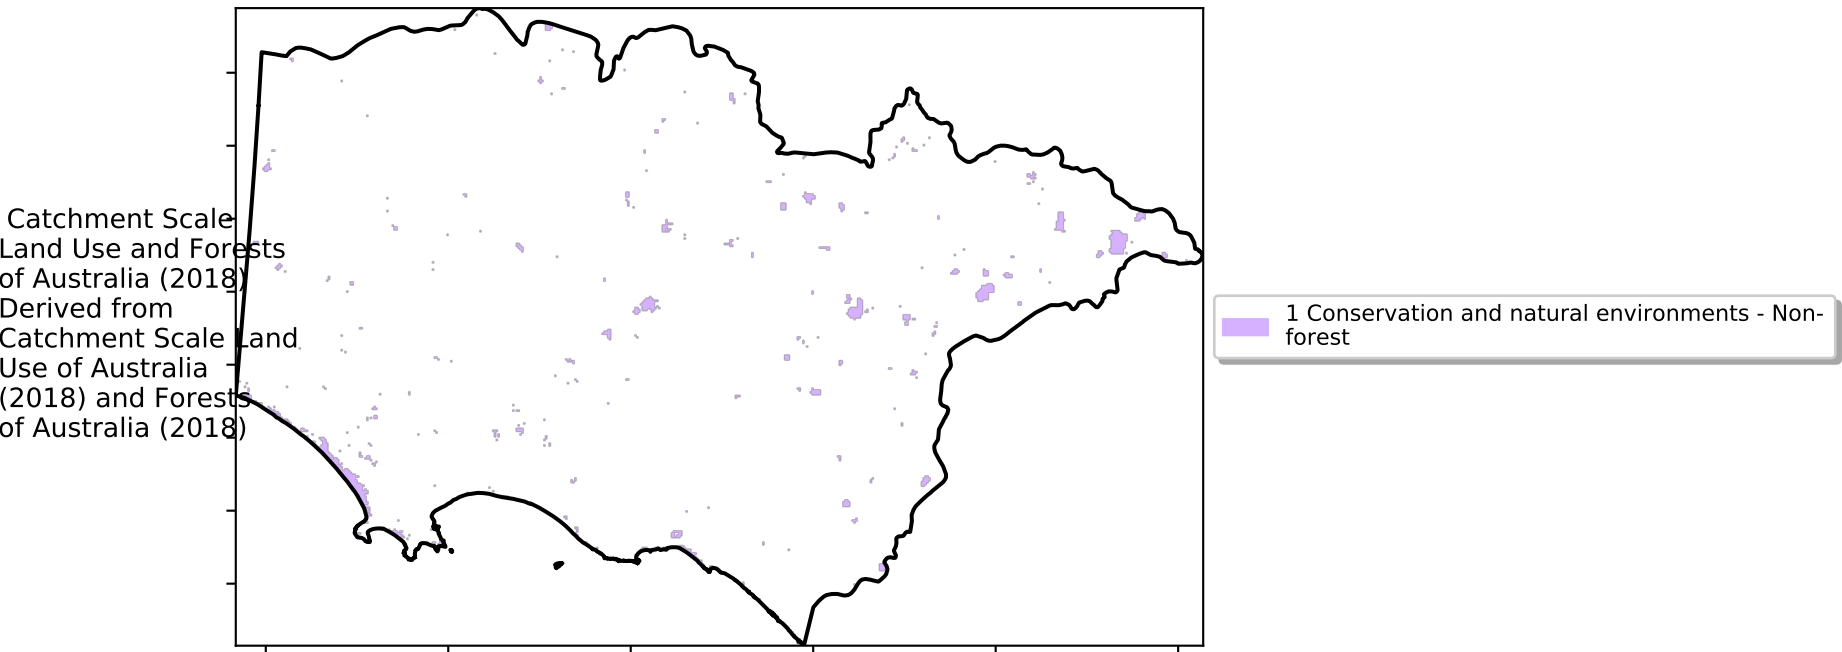 Catchment Scale
Land Use and Forests
of Australia (2018)
Derived from
Catchment Scale Land
Use of Australia
(2018) and Forests
of Australia (2018)
1 Conservation and natural environments - Non-
forest